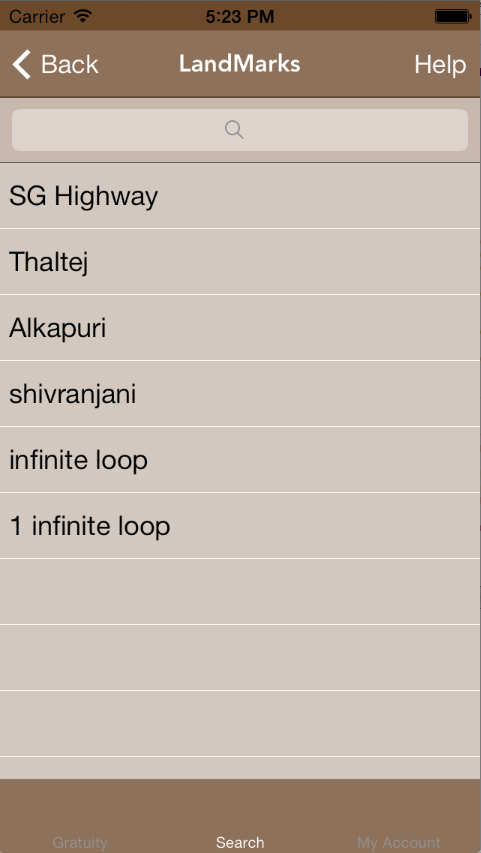 Carrier 5:23 PM
Back LandMarks Help
SG Highway
Thaltej
Alkapuri
shivranjani
infinite loop
1 infinite loop
Gratuity Search My Account